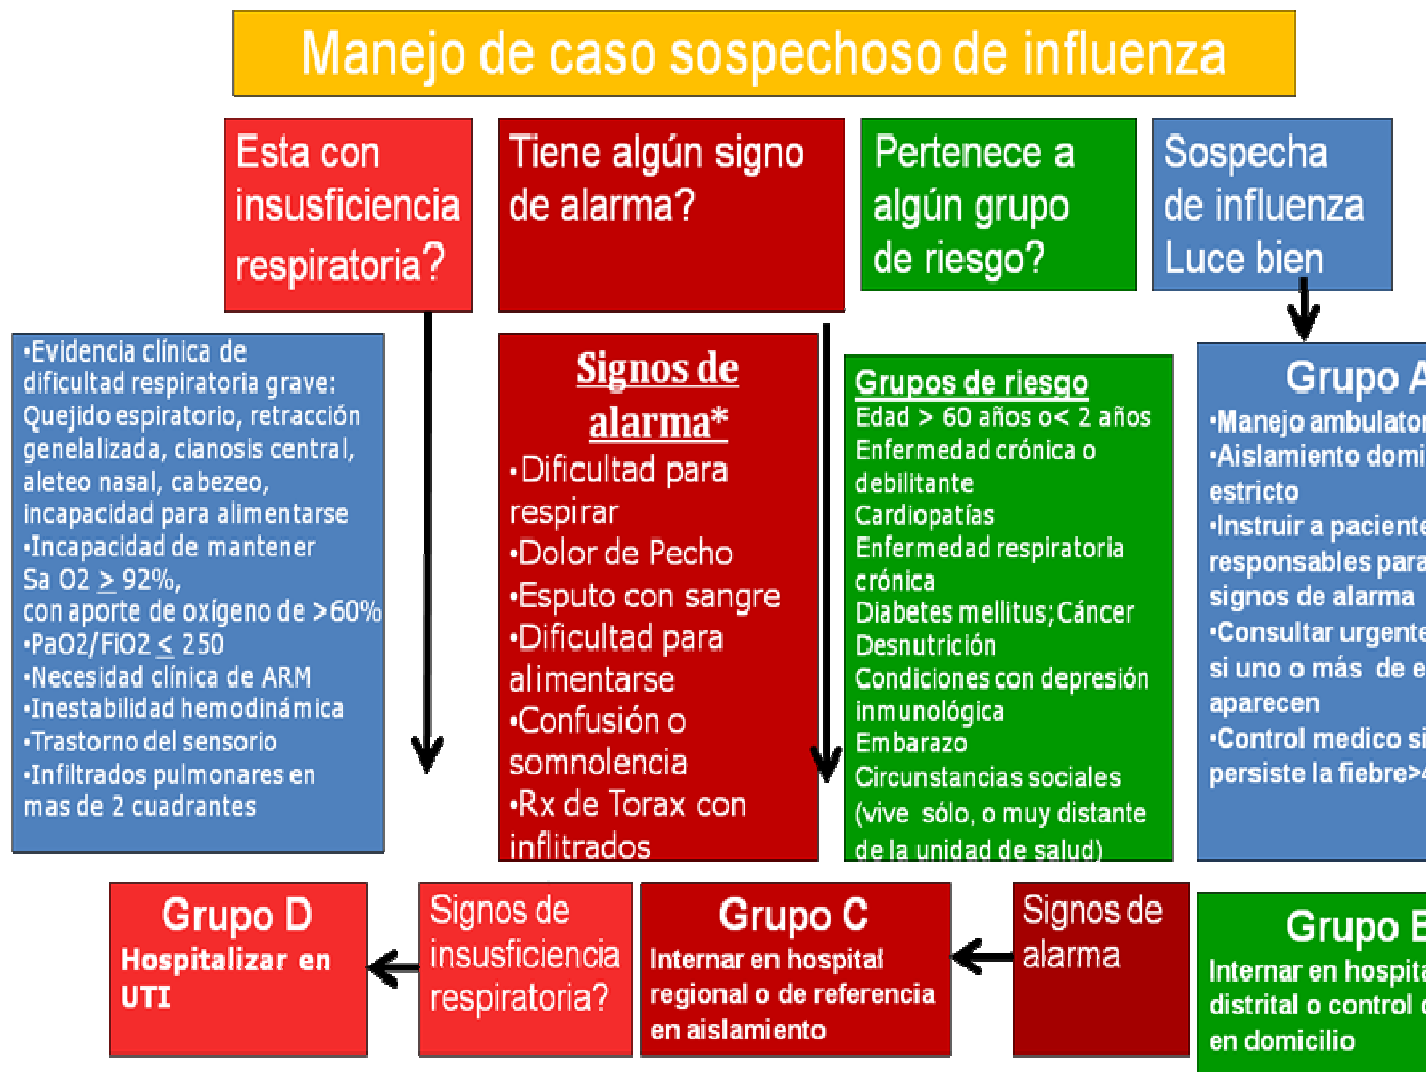 Manejo de caso sospechoso de influenza
Esta con
insusficiencia
respiratoria?
Tiene algún signo
de alarma?
Pertenece a
algún grupo
de riesgo?
Sospecha
de influenza
Luce bien
•Evidencia clínica de
dificultad respiratoria grave:
Quejido espiratorio, retracción
genelalizada, cianosis central,
aleteo nasal, cabezeo,
incapacidad para alimentarse
•Incapacidad de mantener
Sa O2 ≥ 92%,
con aporte de oxígeno de >60%
•PaO2/FiO2 ≤ 250
•Necesidad clínica de ARM
•Inestabilidad hemodinámica
•Trastorno del sensorio
•Infiltrados pulmonares en
mas de 2 cuadrantes
Signos de
alarma*
•Dificultad para
respirar
•Dolor de Pecho
•Esputo con sangre
•Dificultad para
alimentarse
•Confusión o
somnolencia
•Rx de Torax con
inflitrados
Grupos de riesgo
Edad > 60 años o< 2 años
Enfermedad crónica o
debilitante
Cardiopatías
Enfermedad respiratoria
crónica
Diabetes mellitus; Cáncer
Desnutrición
Condiciones con depresión
inmunológica
Embarazo
Circunstancias sociales
(vive sólo, o muy distante
de la unidad de salud)
Grupo A
•Manejo
•Aislamiento
estricto
•Instruir a
responsables para
signos de alarma
•Consultar
si uno o más de
aparecen
•Control medico si
persiste la fiebre>
Grupo D
Hospitalizar en
UTI
Signos de
insusficiencia
respiratoria?
Grupo C
Internar en hospital
regional o de referencia
en aislamiento
Signos de
alarma
Grupo
Internar en
distrital o control
en domicilio